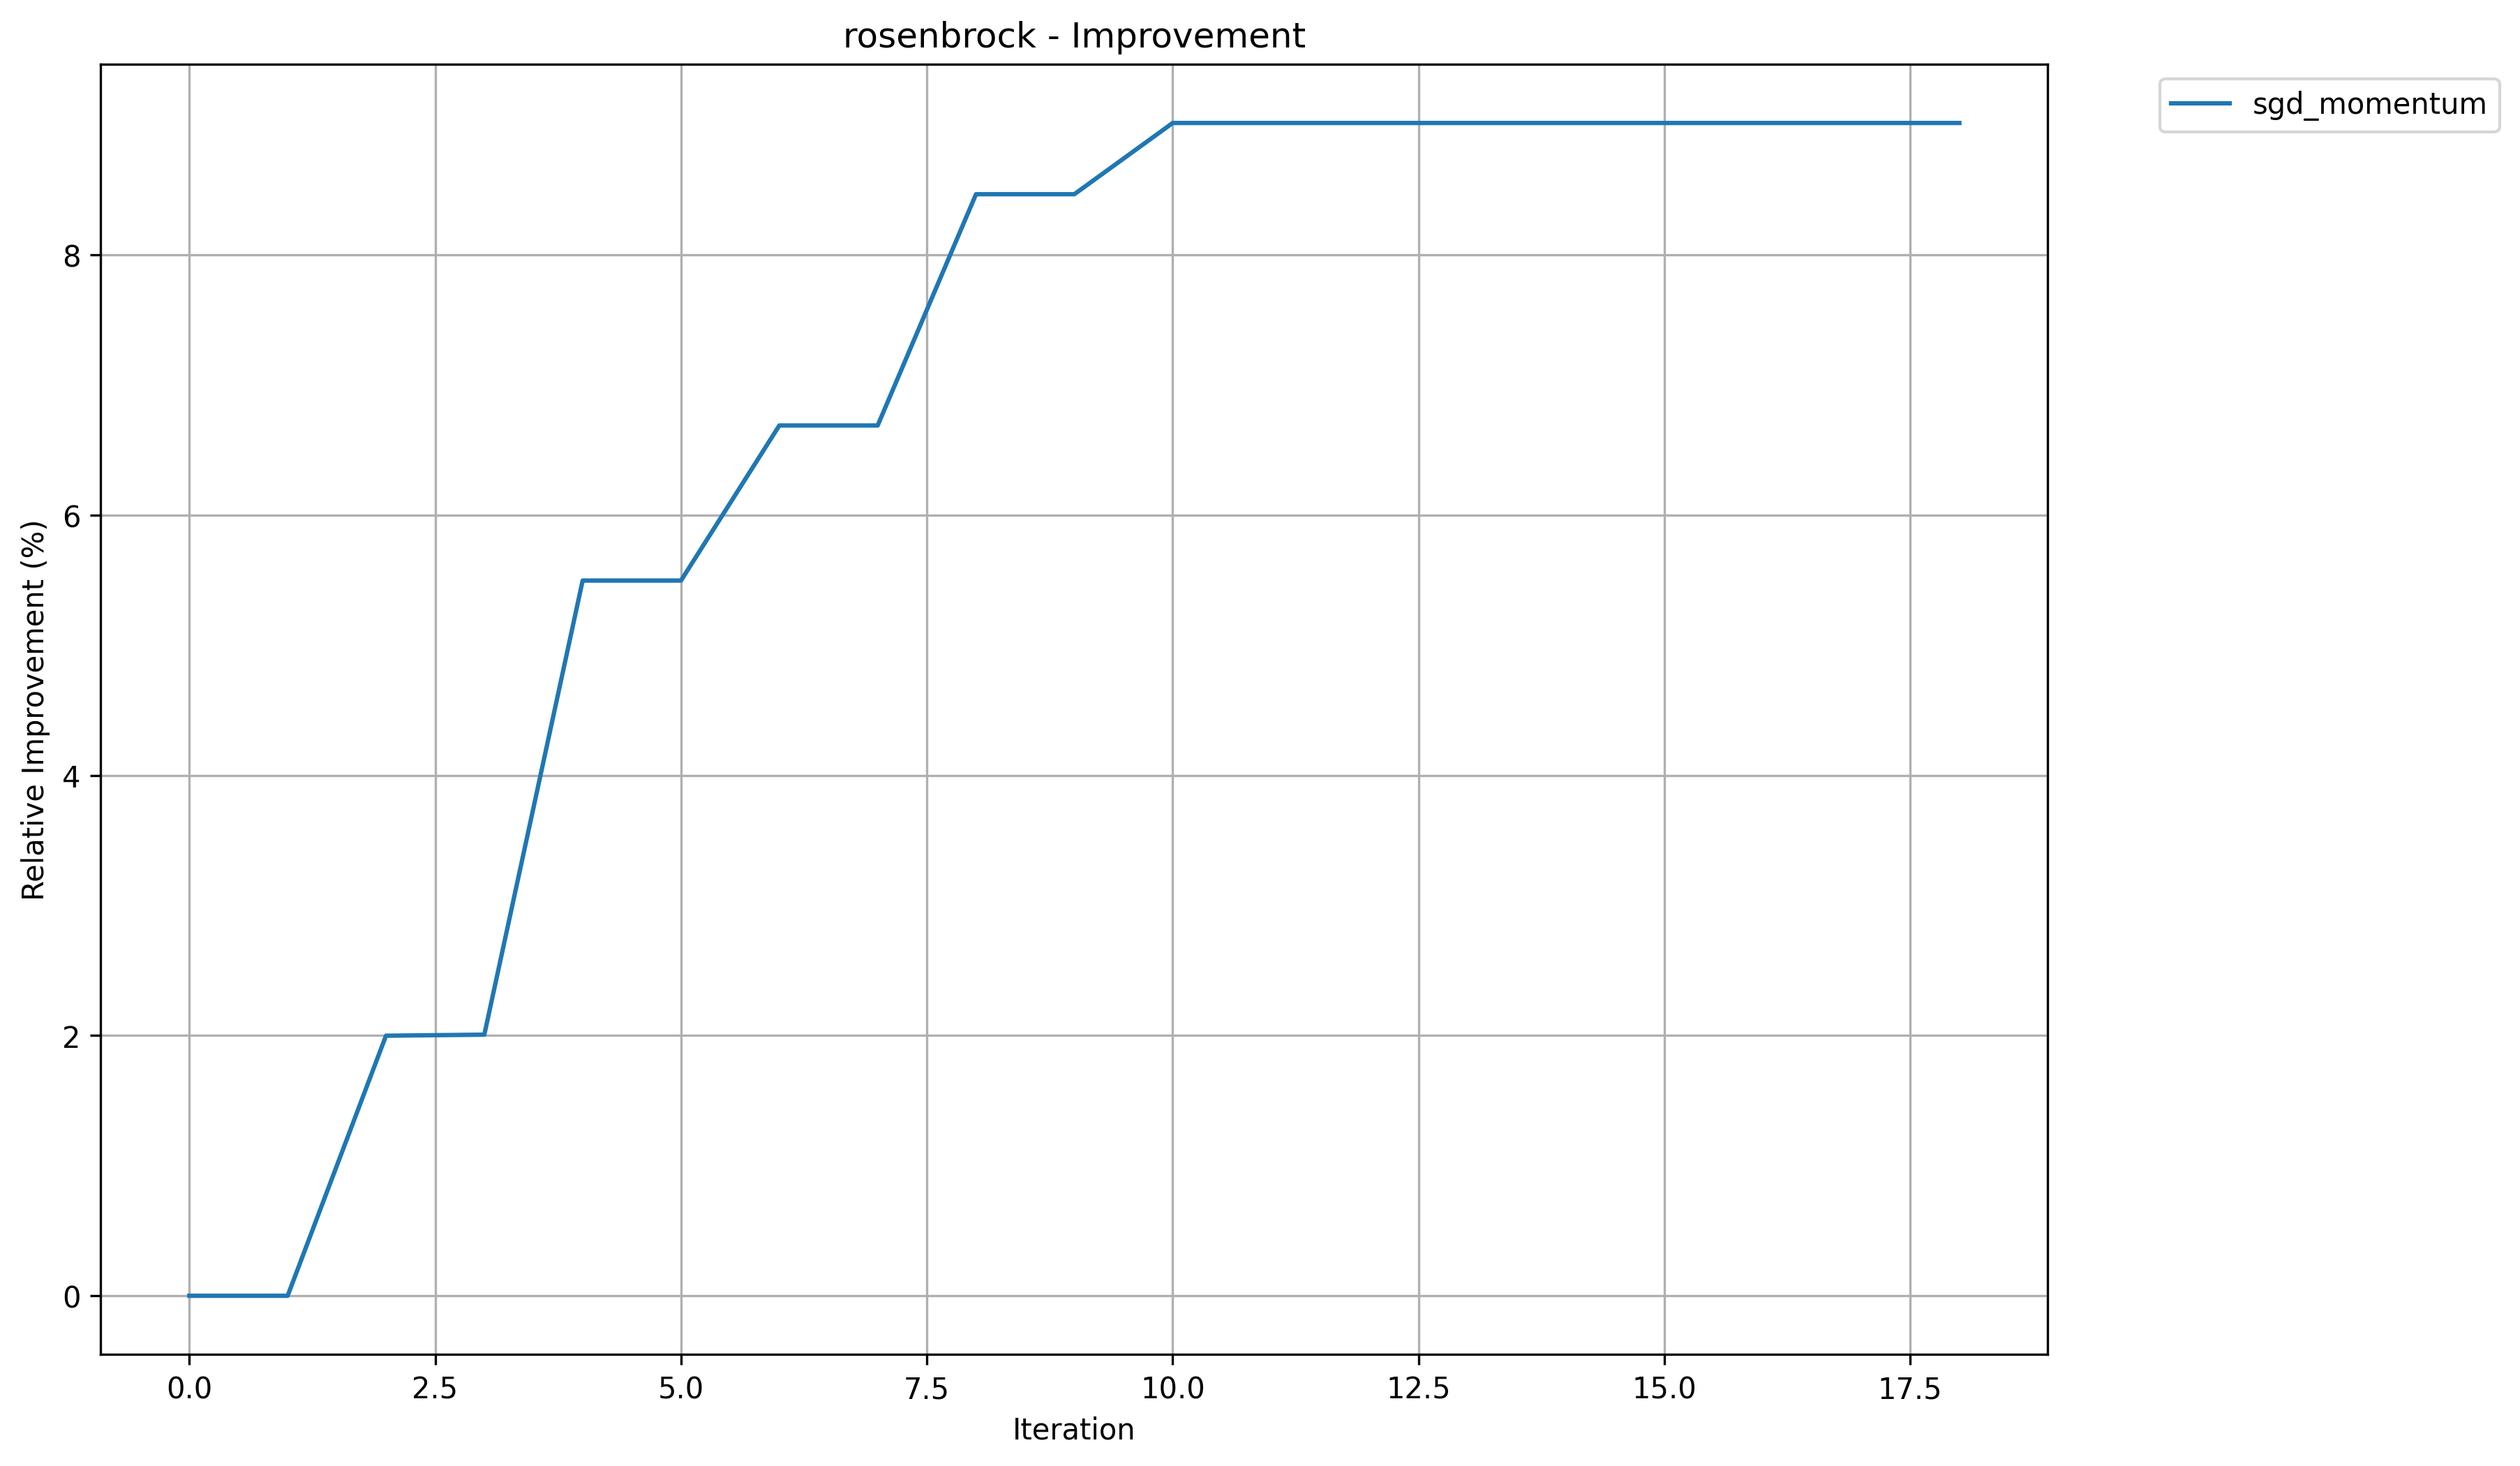 rosenbrock - Improvement
sgd_momentum
Relative Improvement (%)
8
6
4
2
0
0.0 2.5 5.0 7.5 10.0 12.5 15.0 17.5
Iteration